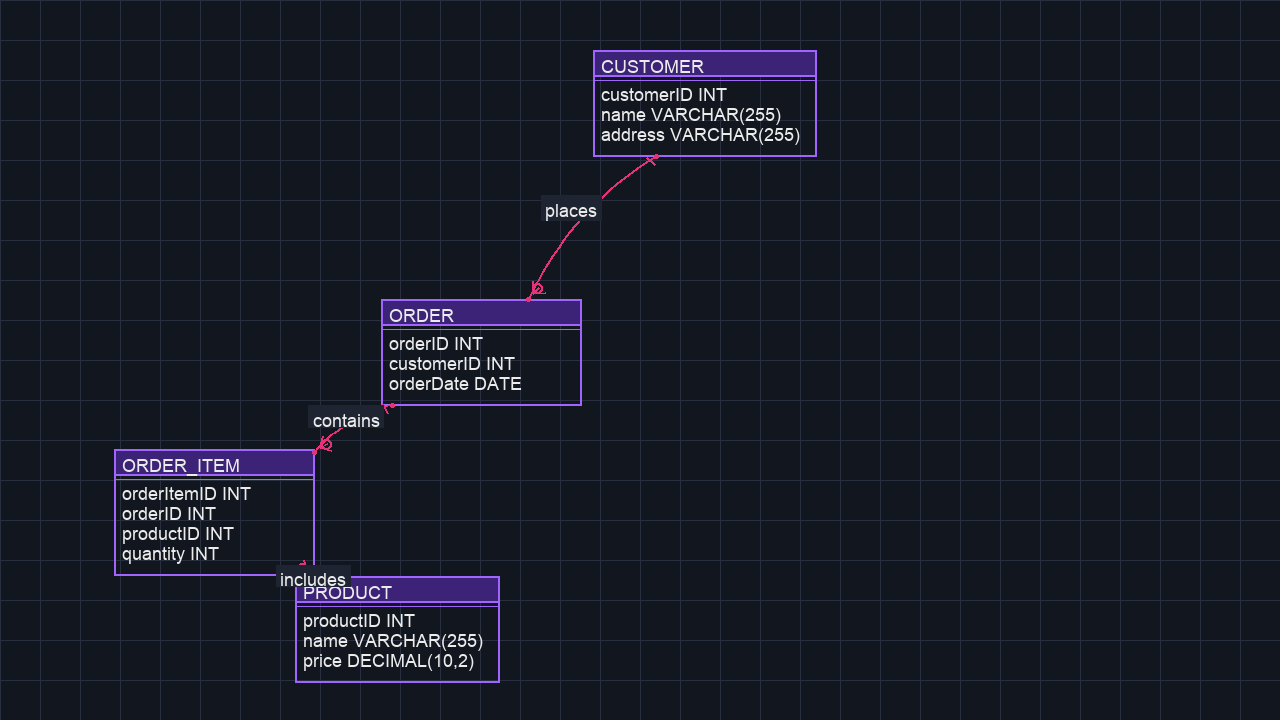 CUSTOMER
customerID INT
name VARCHAR(255)
address VARCHAR(255)
places
ORDER
orderID INT
customerID INT
orderDate DATE
contains
ORDER_ITEM
orderItemID INT
orderID INT
productID INT
quantity INT
includes
PRODUCT
productID INT
name VARCHAR(255)
price DECIMAL(10,2)